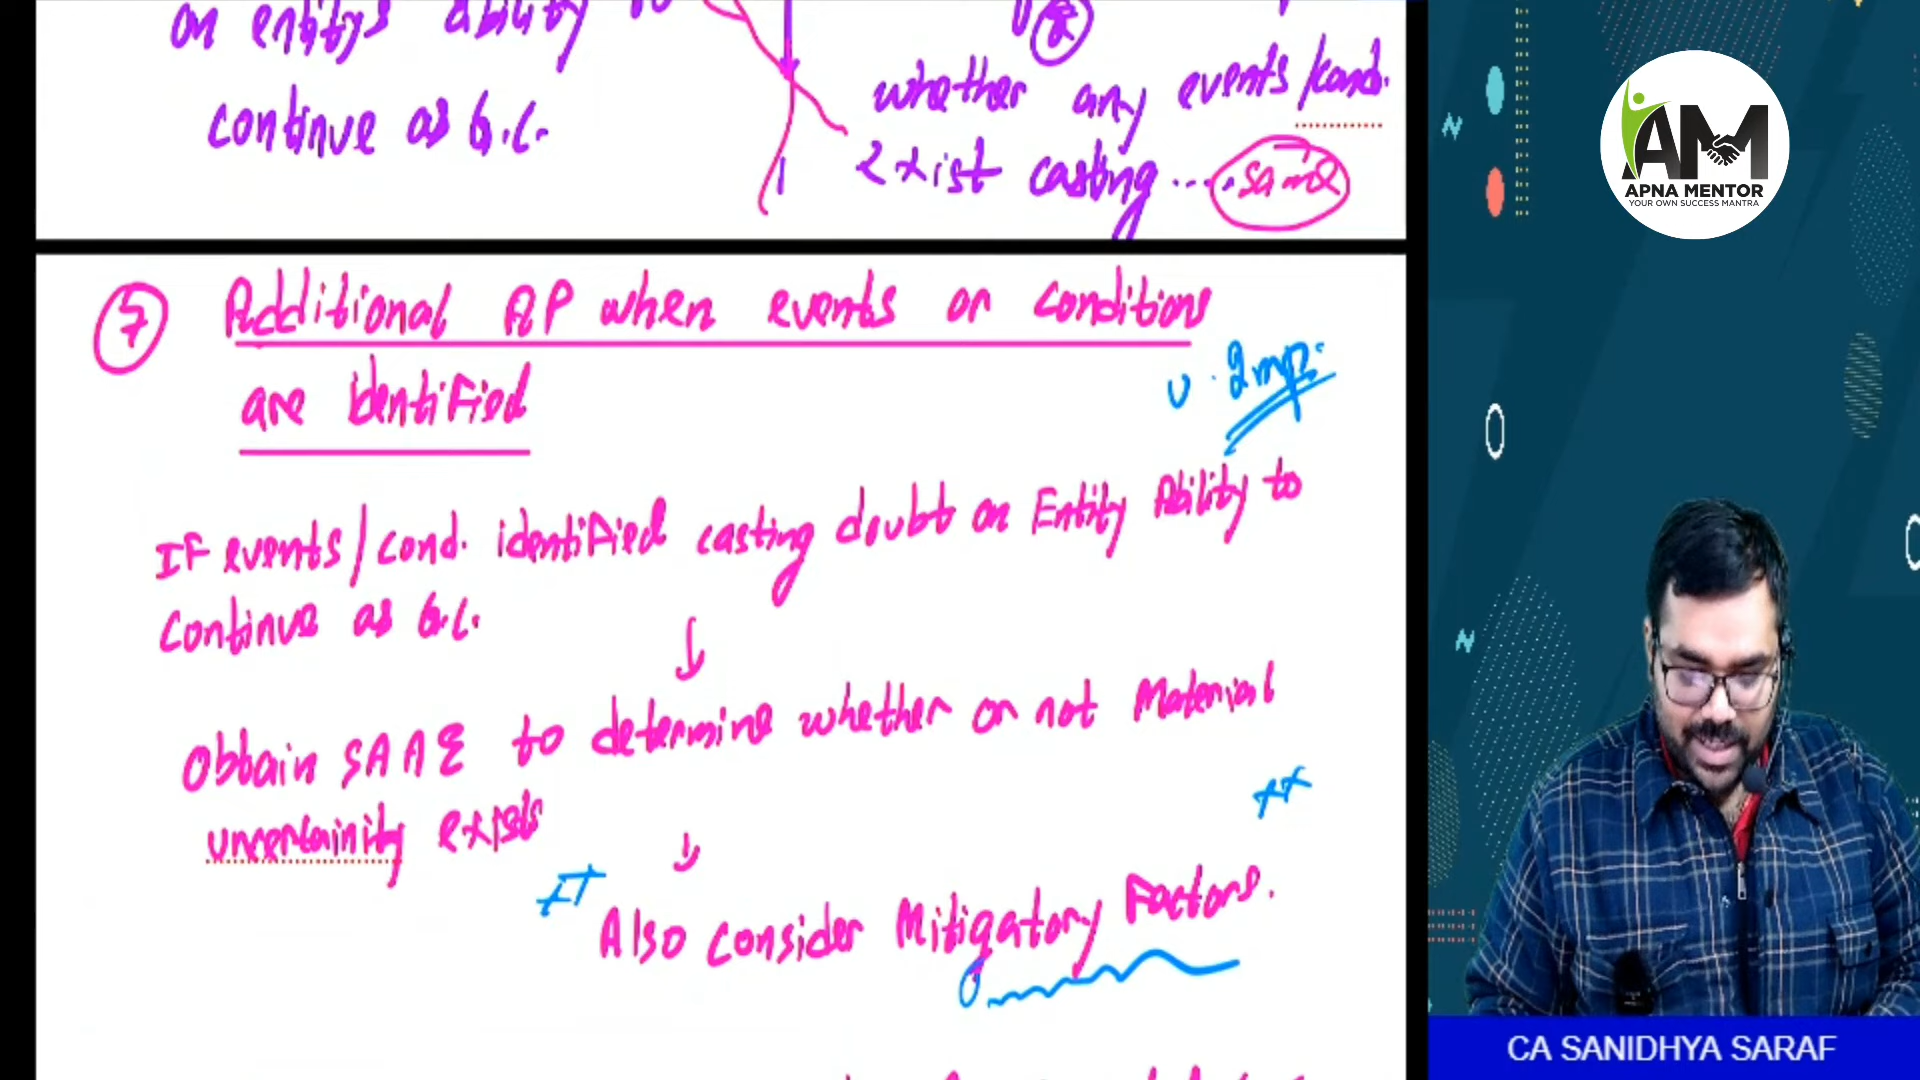 on entitys ability to
continue as G.C.
whether any events/cond.
exist casting .... same
7 Additional AP when events or conditions
are identified
v. Imp:
IF events/cond. identified casting doubt on Entity Ability to
continue as G.C.
Obtain SAAE to determine whether or not Material
uncertainity exists
Also consider Mitigatory Factors.
AM
APNA MENTOR
YOUR OWN SUCCESS MANTRA
CA SANIDHYA SARAF